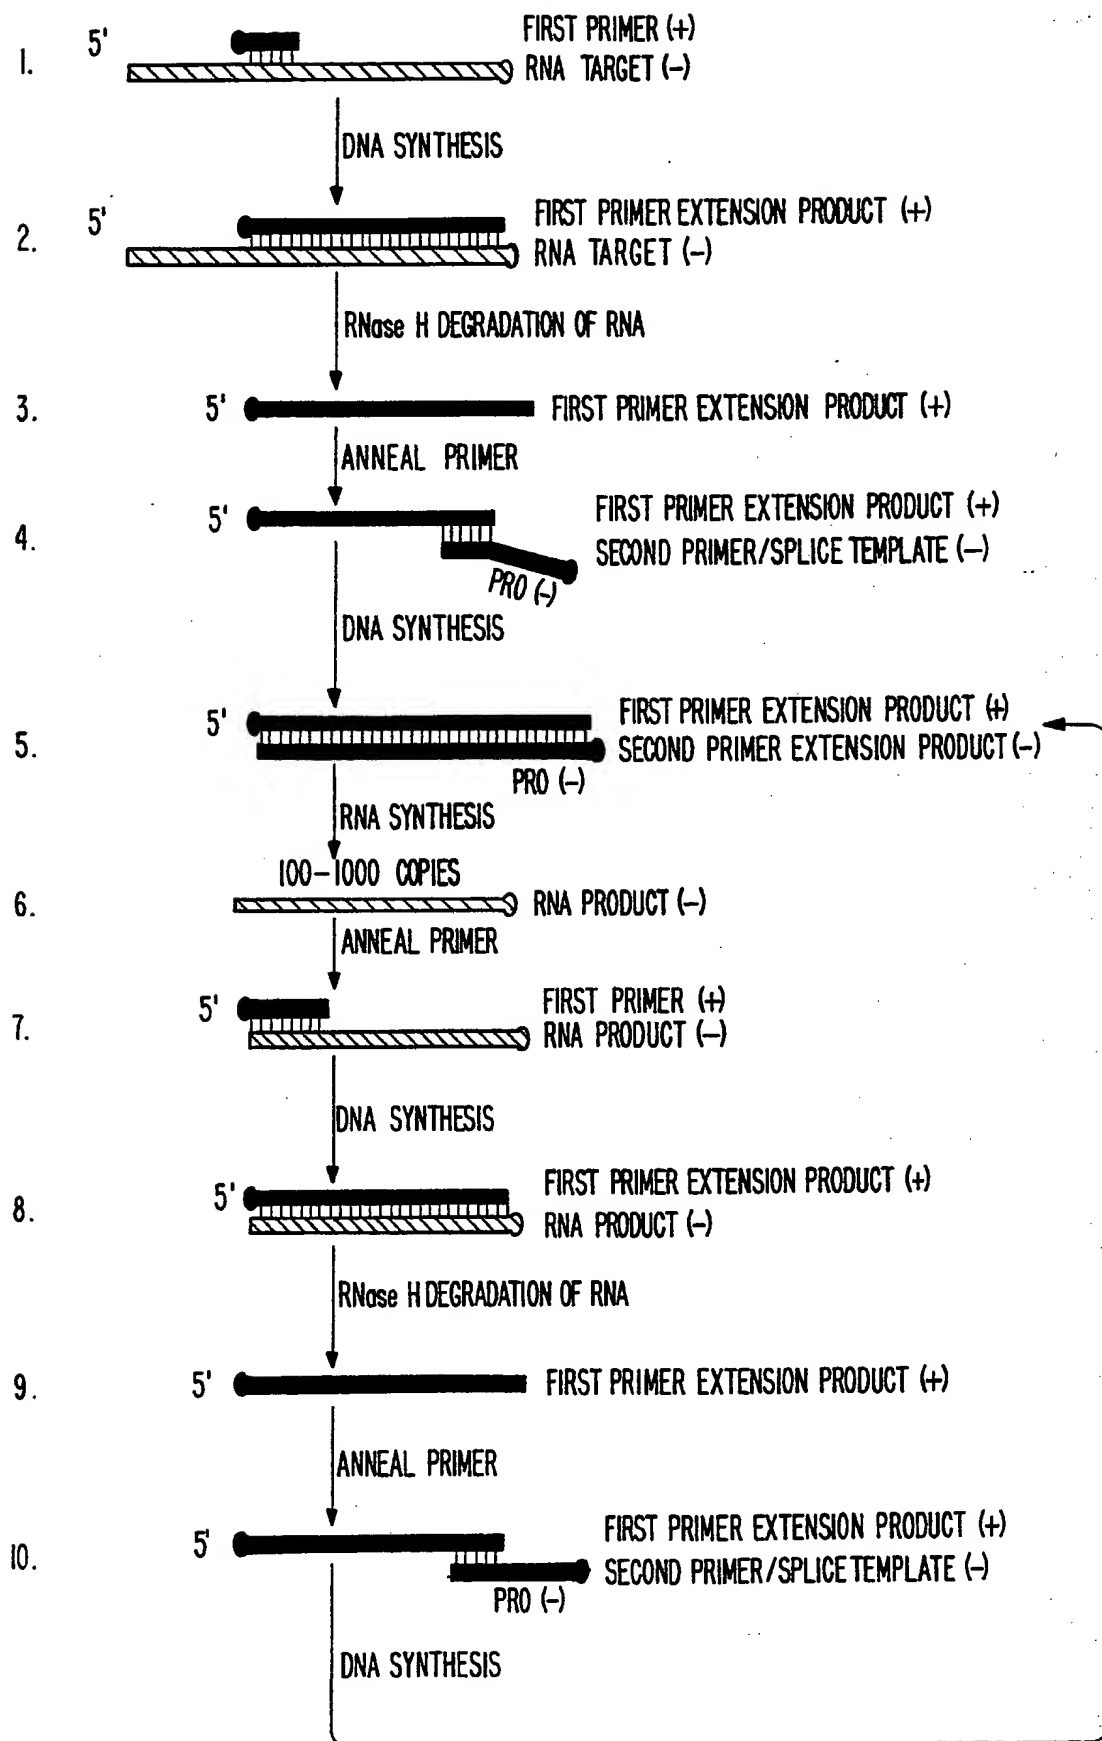 1.
5'
FIRST PRIMER (+)
RNA TARGET (-)
DNA SYNTHESIS
2.
5'
FIRST PRIMER EXTENSION PRODUCT (+)
RNA TARGET (-)
RNase H DEGRADATION OF RNA
3.
5'
FIRST PRIMER EXTENSION PRODUCT (+)
ANNEAL PRIMER
4.
5'
FIRST PRIMER EXTENSION PRODUCT (+)
SECOND PRIMER/SPLICE TEMPLATE (-)
PRO (-)
DNA SYNTHESIS
5.
5'
FIRST PRIMER EXTENSION PRODUCT (+)
SECOND PRIMER EXTENSION PRODUCT (-)
PRO (-)
RNA SYNTHESIS
100-1000 COPIES
6.
RNA PRODUCT (-)
ANNEAL PRIMER
7.
5'
FIRST PRIMER (+)
RNA PRODUCT (-)
DNA SYNTHESIS
8.
5'
FIRST PRIMER EXTENSION PRODUCT (+)
RNA PRODUCT (-)
RNase H DEGRADATION OF RNA
9.
5'
FIRST PRIMER EXTENSION PRODUCT (+)
ANNEAL PRIMER
10.
5'
FIRST PRIMER EXTENSION PRODUCT (+)
SECOND PRIMER/SPLICE TEMPLATE (-)
PRO (-)
DNA SYNTHESIS